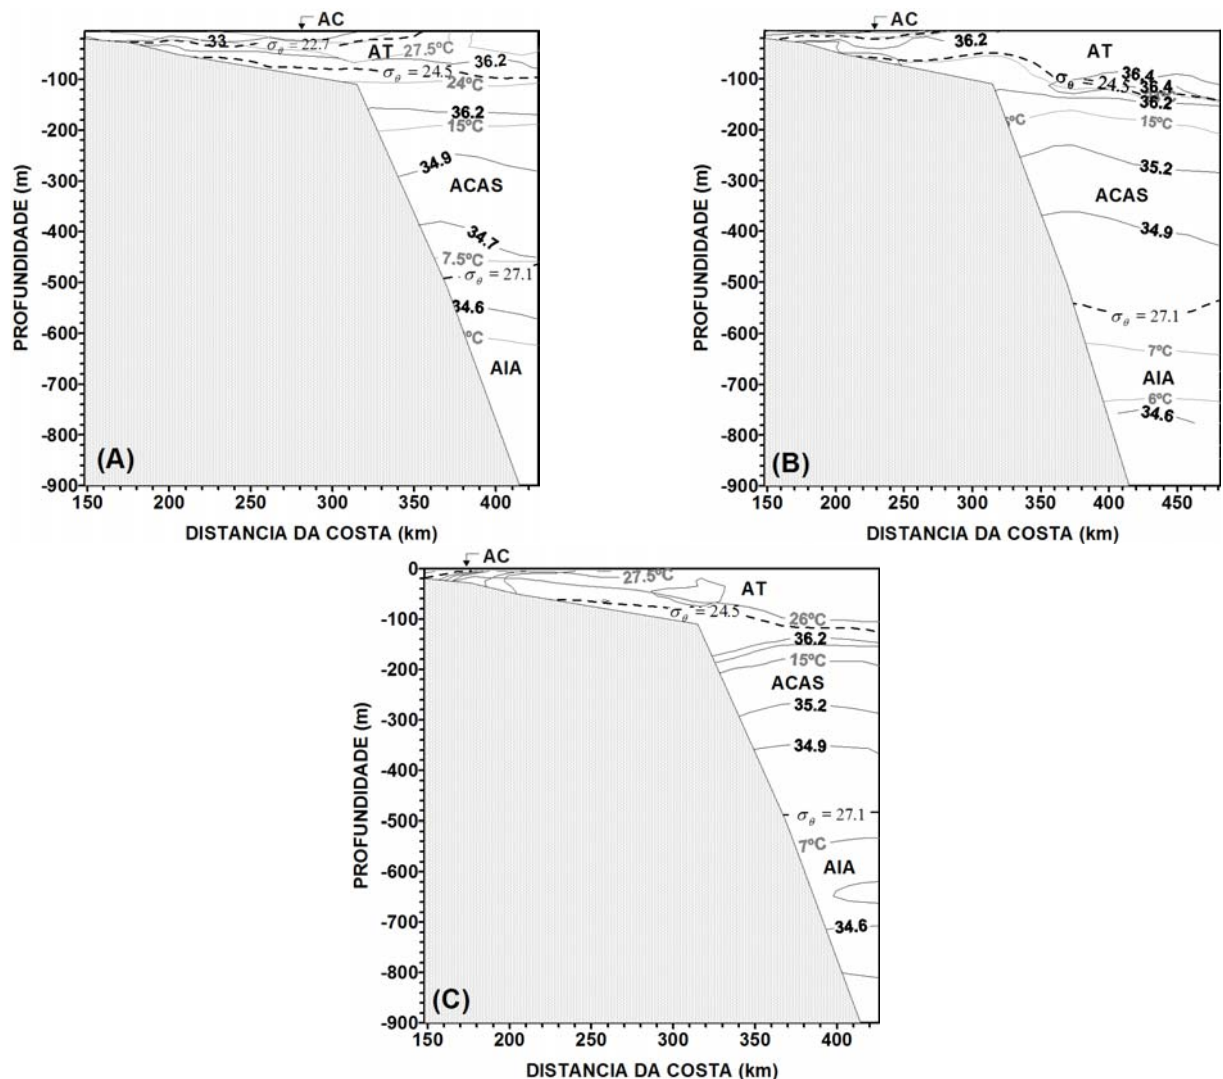 AC
33
σθ = 22.7
AT
27.5ºC
36.2
σθ = 24.5
24ºC
36.2
15ºC
34.9
ACAS
34.7
7.5ºC
σθ = 27.1
34.6
ºC
AIA
-100
-200
-300
-400
-500
-600
-700
-800
-900
PROFUNDIDADE (m)
(A)
150 200 250 300 350 400
DISTANCIA DA COSTA (km)
AC
36.2
AT
36.4
σθ = 24.5
36.4
36.2
15ºC
35.2
ACAS
34.9
σθ = 27.1
7ºC
AIA
6ºC
34.6
-100
-200
-300
-400
-500
-600
-700
-800
-900
PROFUNDIDADE (m)
(B)
150 200 250 300 350 400 450
DISTANCIA DA COSTA (km)
AC
27.5ºC
AT
σθ = 24.5
26ºC
36.2
15ºC
ACAS
35.2
34.9
σθ = 27.1
7ºC
AIA
34.6
0
-100
-200
-300
-400
-500
-600
-700
-800
-900
PROFUNDIDADE (m)
(C)
150 200 250 300 350 400
DISTANCIA DA COSTA (km)